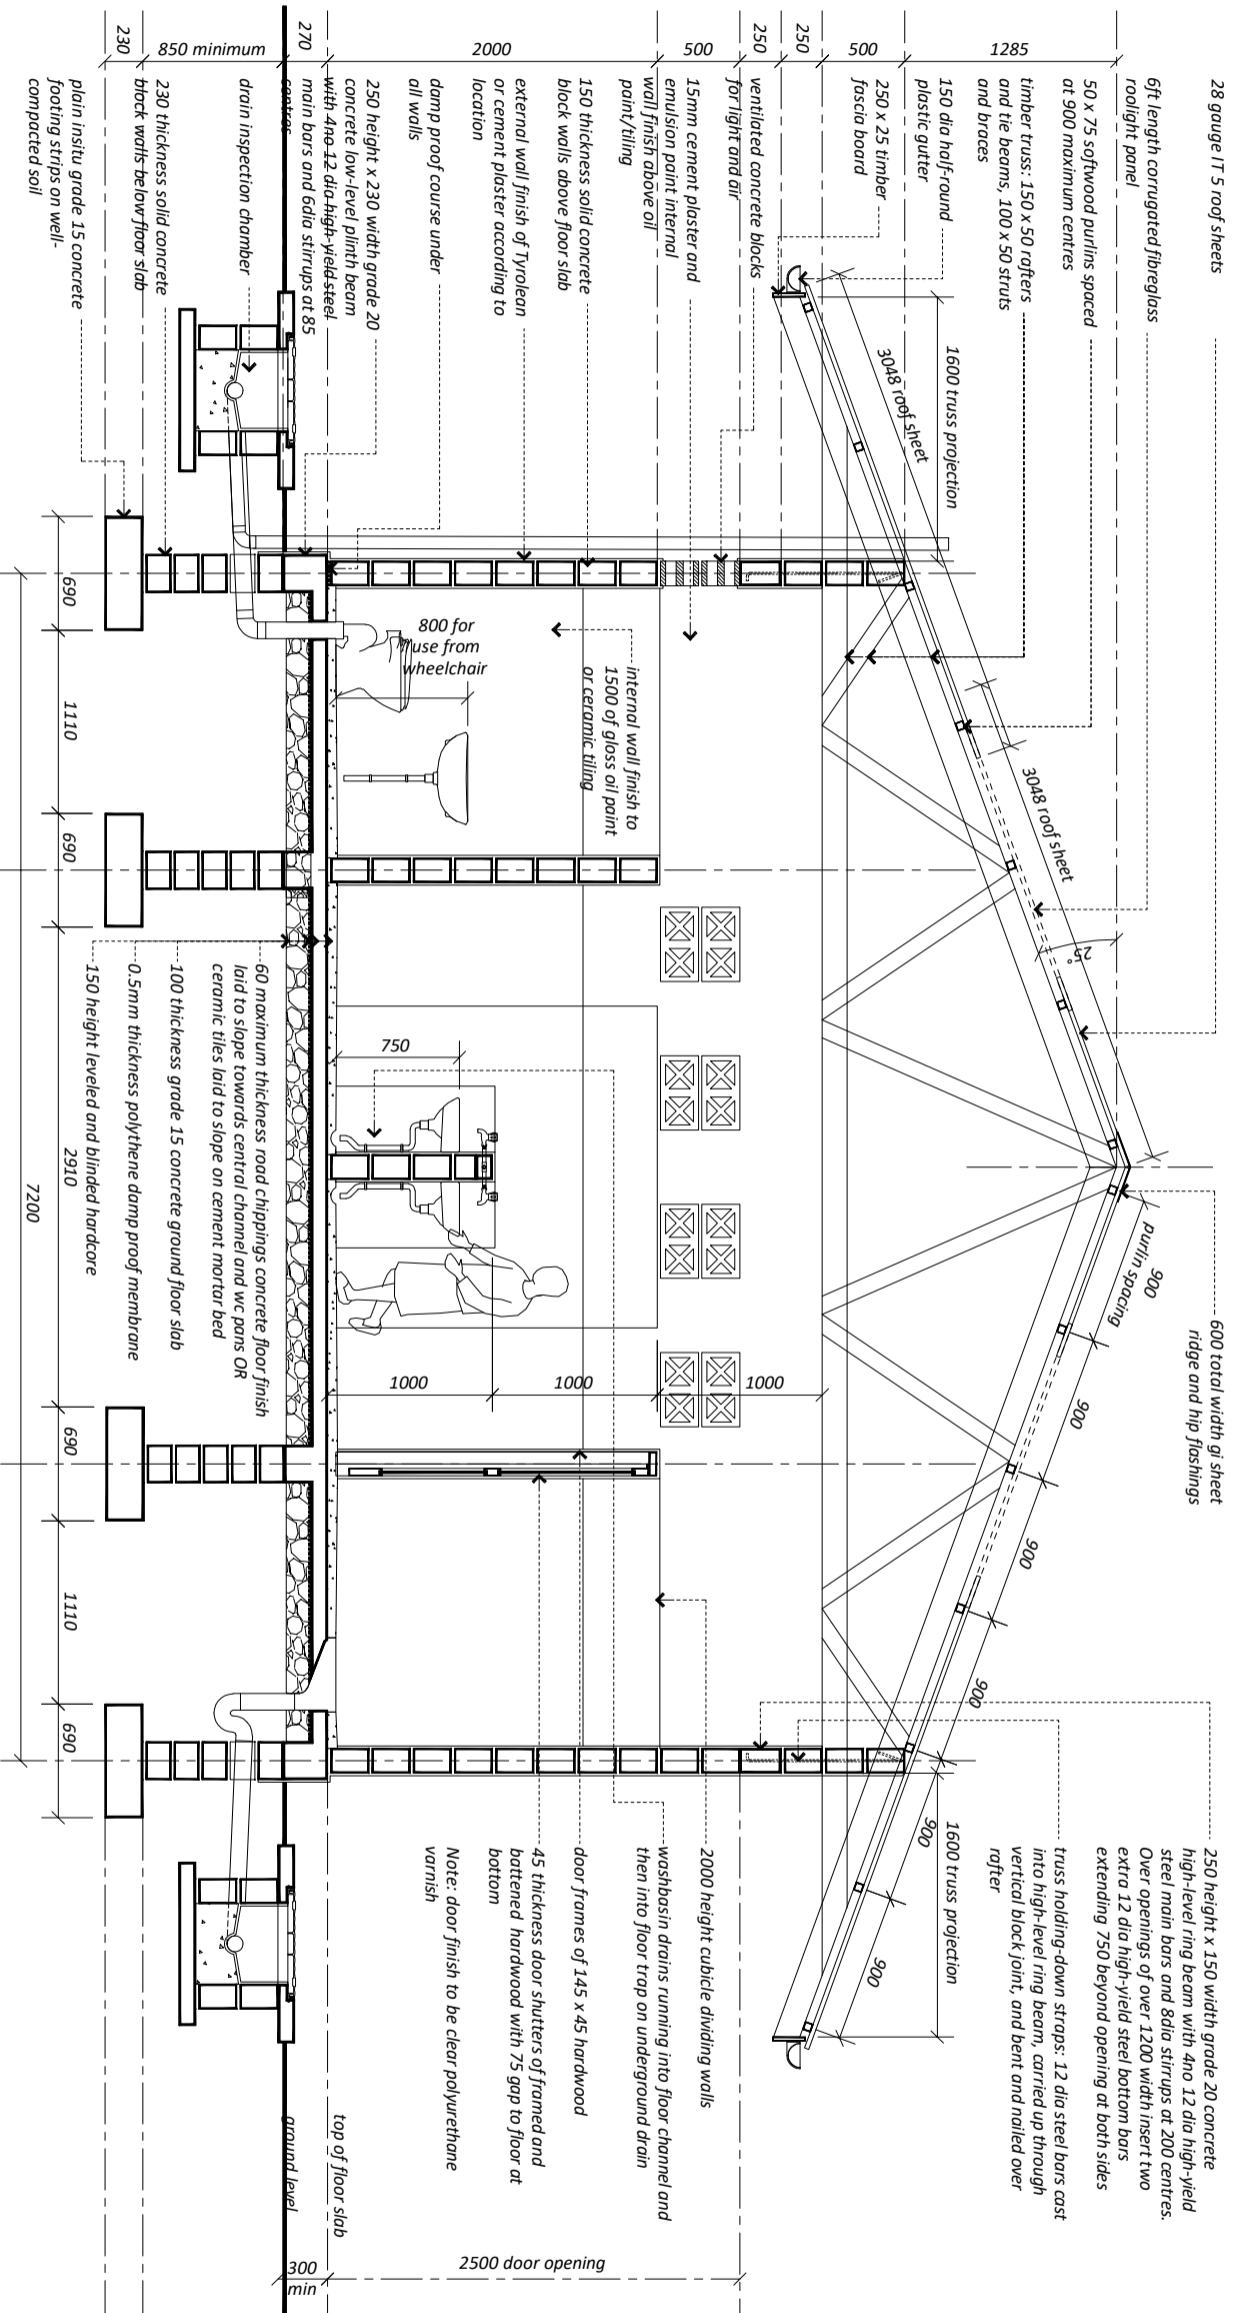 28 gauge IT 5 roof sheets
6ft length corrugated fibreglass
rooflight panel
50 x 75 softwood purlins spaced
at 900 maximum centres
timber truss: 150 x 50 rafters
and tie beams, 100 x 50 struts
and braces
150 dia half-round
plastic gutter
250 x 25 timber
fascia board
ventilated concrete blocks
for light and air
15mm cement plaster and
emulsion paint internal
wall finish above oil
paint/tiling
150 thickness solid concrete
block walls above floor slab
external wall finish of Tyrolean
or cement plaster according to
location
damp proof course under
all walls
250 height x 230 width grade 20
concrete low-level plinth beam
with 4no 12 dia high-yield steel
main bars and 6dia stirrups at 85
centres
drain inspection chamber
230 thickness solid concrete
block walls below floor slab
plain insitu grade 15 concrete
footing strips on well-
compacted soil
1285
500
250
250
500
2000
270
850 minimum
230
1600 truss projection
3048 roof sheet
3048 roof sheet
25°
600 total width gi sheet
ridge and hip flashings
900
purlin spacing
900
900
900
900
900
1600 truss projection
internal wall finish to
1500 of gloss oil paint
or ceramic tiling
800 for
use from
wheelchair
750
1000
1000
1000
60 maximum thickness road chippings concrete floor finish
laid to slope towards central channel and wc pans OR
ceramic tiles laid to slope on cement mortar bed
100 thickness grade 15 concrete ground floor slab
0.5mm thickness polythene damp proof membrane
150 height leveled and blinded hardcore
690
1110
690
2910
690
1110
690
7200
250 height x 150 width grade 20 concrete
high-level ring beam with 4no 12 dia high-yield
steel main bars and 8dia stirrups at 200 centres.
Over openings of over 1200 width insert two
extra 12 dia high-yield steel bottom bars
extending 750 beyond opening at both sides
truss holding-down straps: 12 dia steel bars cast
into high-level ring beam, carried up through
vertical block joint, and bent and nailed over
rafter
2000 height cubicle dividing walls
washbasin drains running into floor channel and
then into floor trap on underground drain
door frames of 145 x 45 hardwood
45 thickness door shutters of framed and
battened hardwood with 75 gap to floor at
bottom
Note: door finish to be clear polyurethane
varnish
top of floor slab
ground level
2500 door opening
300
min